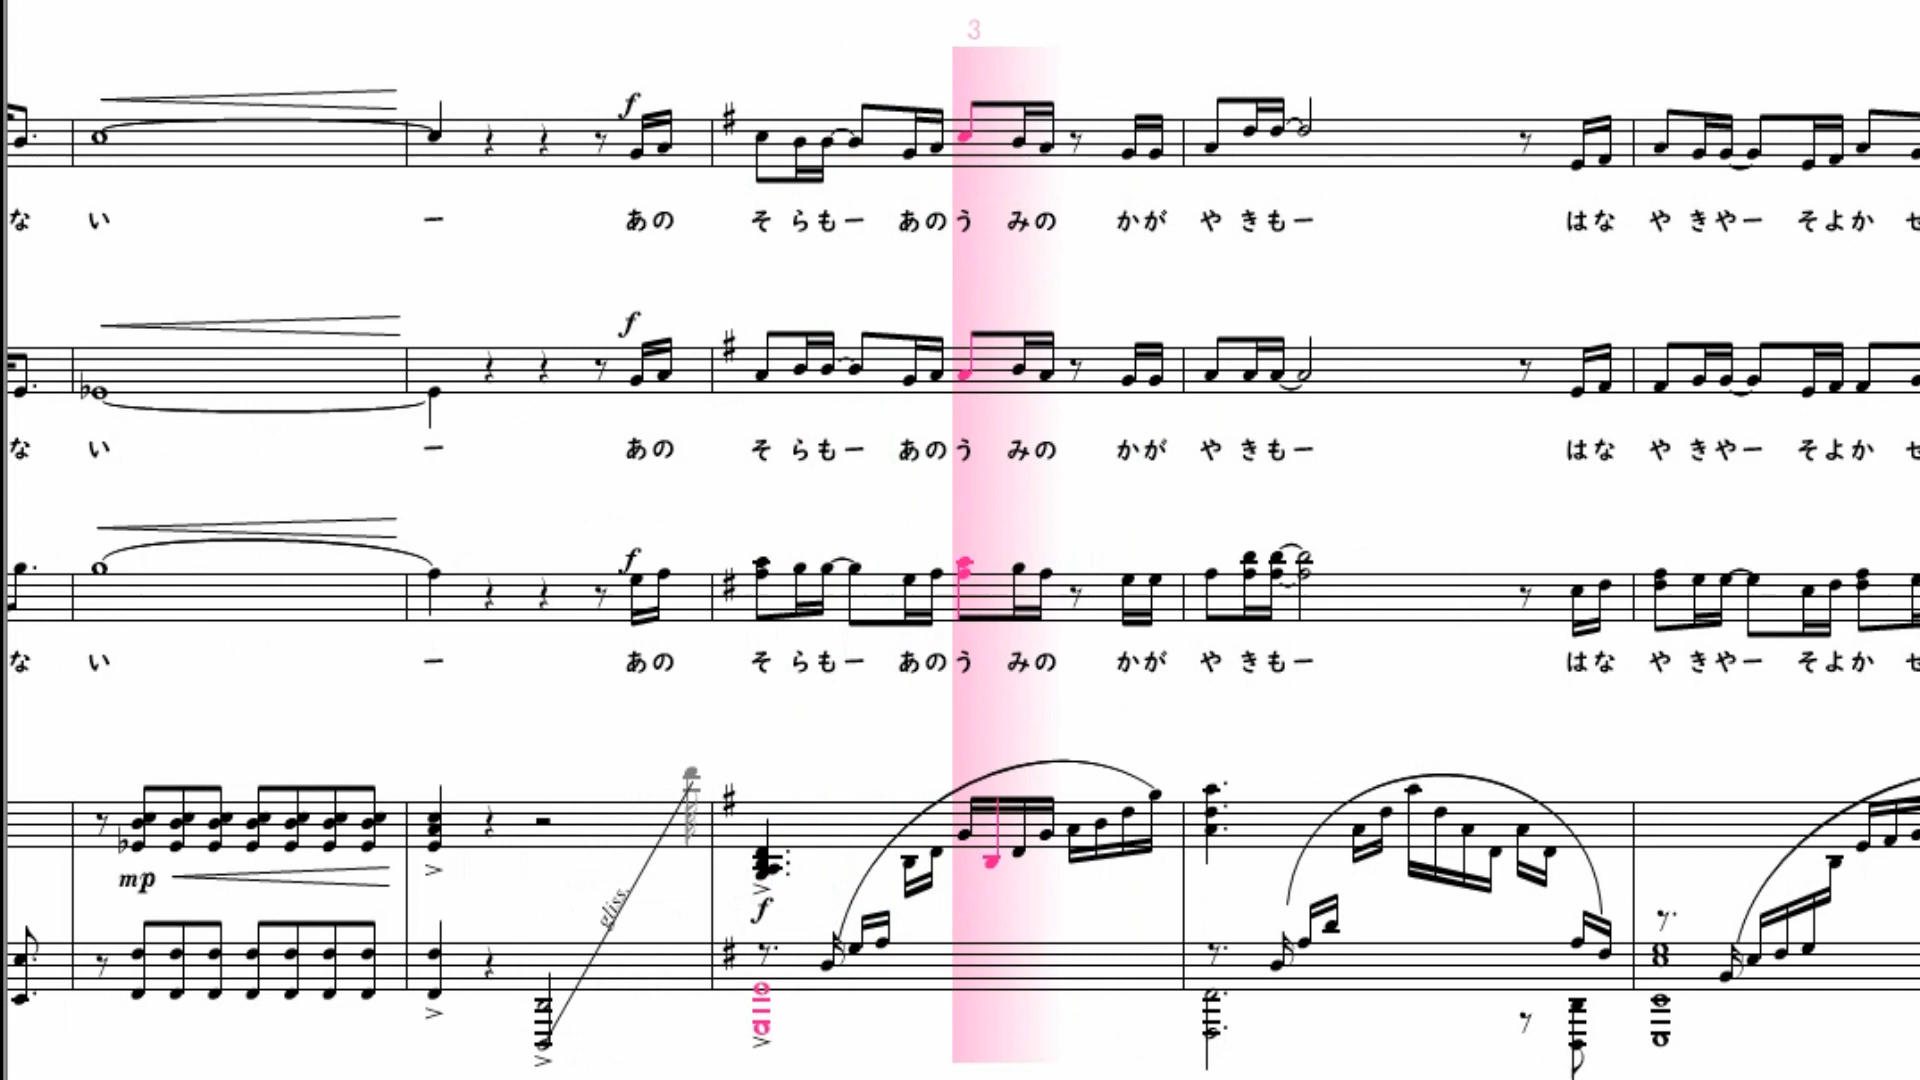 3
f
な い ー あの そ らもー あのう みの かが や きもー はな や きやー そよか せ
f
な い ー あの そ らもー あのう みの かが や きもー はな や きやー そよか せ
f
な い ー あの そ らもー あのう みの かが や きもー はな や きやー そよか せ
mp
gliss.
f
8